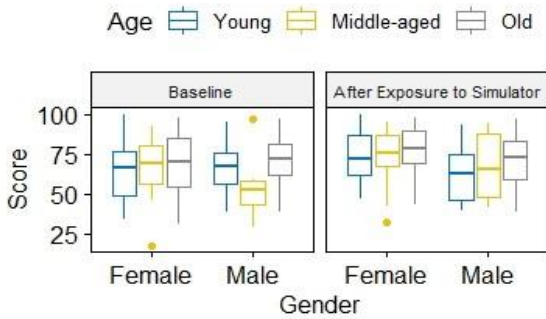 Age Young Middle-aged Old
Baseline After Exposure to Simulator
100
75
50
25
Score
Female Male Female Male
Gender